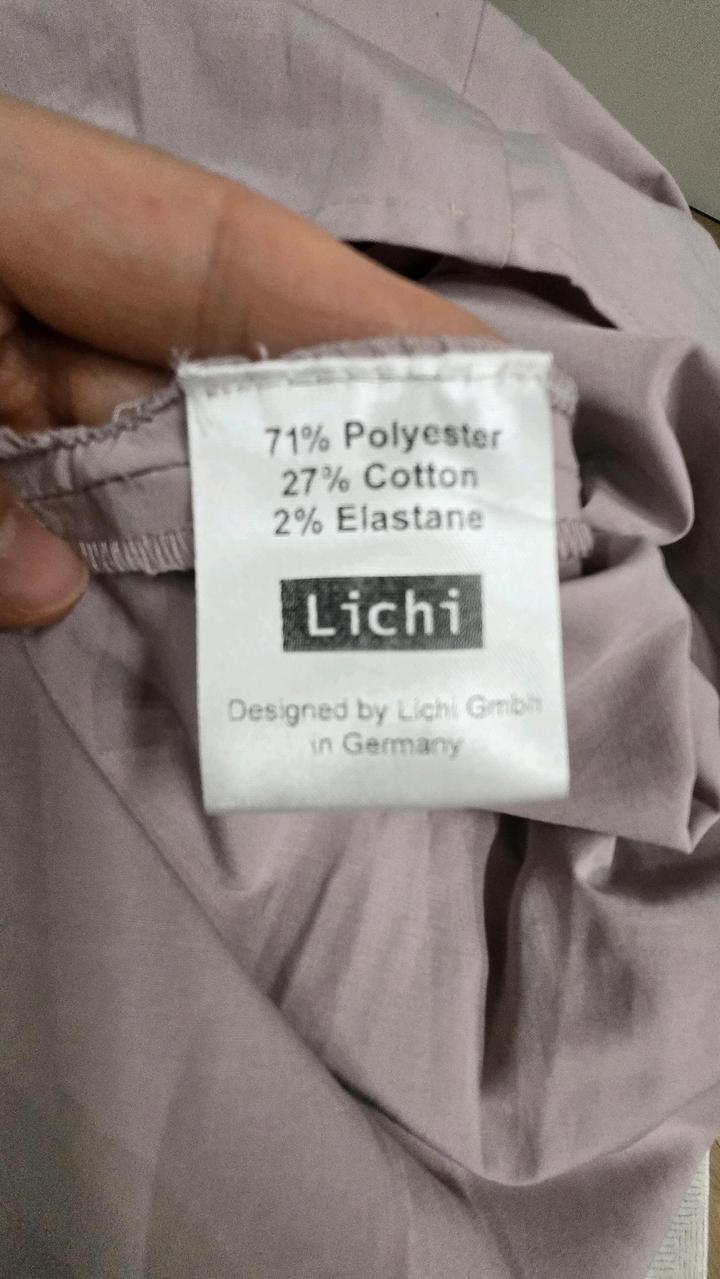 71% Polyester
27% Cotton
2% Elastane
Lichi
Designed by Lichi Gmbh
in Germany